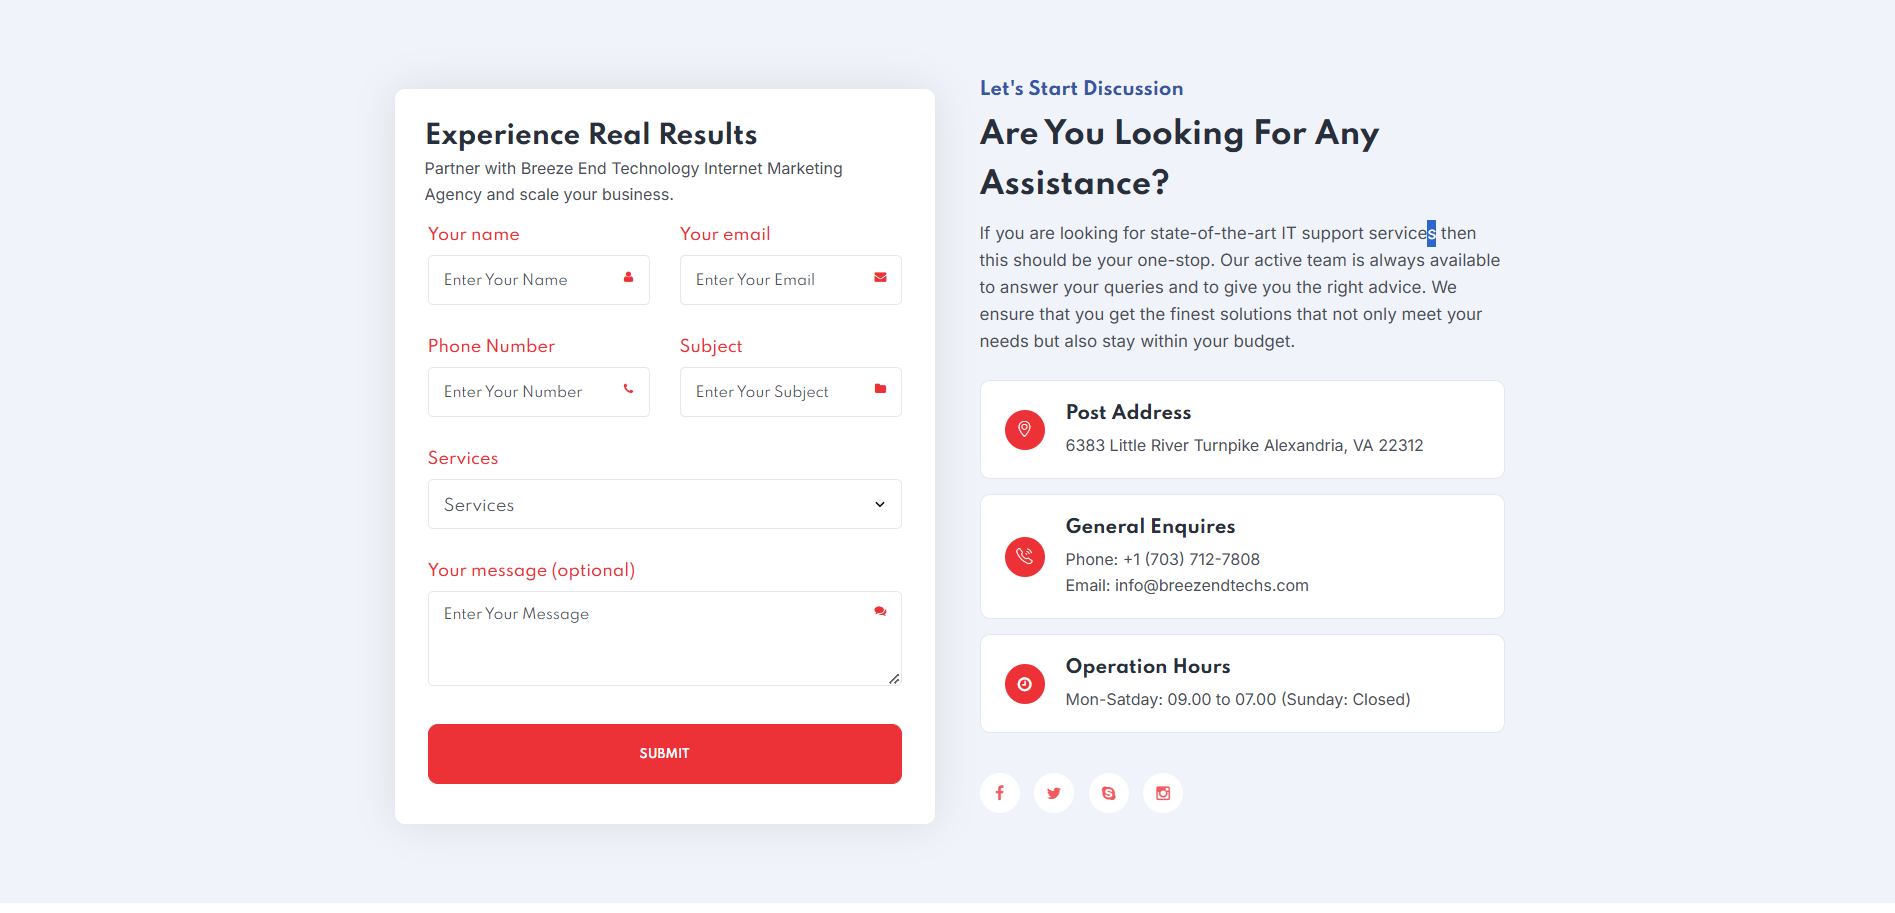 Experience Real Results
Partner with Breeze End Technology Internet Marketing
Agency and scale your business.
Your name
Your email
Enter Your Name
Enter Your Email
Phone Number
Subject
Enter Your Number
Enter Your Subject
Services
Services
Your message (optional)
Enter Your Message
SUBMIT
Let's Start Discussion
Are You Looking For Any
Assistance?
If you are looking for state-of-the-art IT support services then
this should be your one-stop. Our active team is always available
to answer your queries and to give you the right advice. We
ensure that you get the finest solutions that not only meet your
needs but also stay within your budget.
Post Address
6383 Little River Turnpike Alexandria, VA 22312
General Enquires
Phone: +1 (703) 712-7808
Email: info@breezendtechs.com
Operation Hours
Mon-Satday: 09.00 to 07.00 (Sunday: Closed)